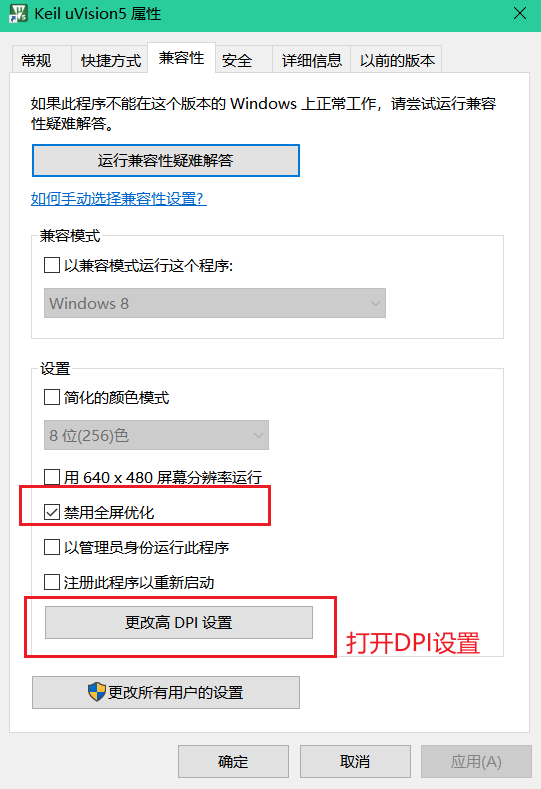 Keil uVision5 属性
常规 快捷方式 兼容性 安全 详细信息 以前的版本
如果此程序不能在这个版本的 Windows 上正常工作，请尝试运行兼容
性疑难解答。
运行兼容性疑难解答
如何手动选择兼容性设置?
兼容模式
以兼容模式运行这个程序:
Windows 8
设置
简化的颜色模式
8 位(256)色
用 640 x 480 屏幕分辨率运行
禁用全屏优化
以管理员身份运行此程序
注册此程序以重新启动
更改高 DPI 设置
打开DPI设置
更改所有用户的设置
确定 取消 应用(A)